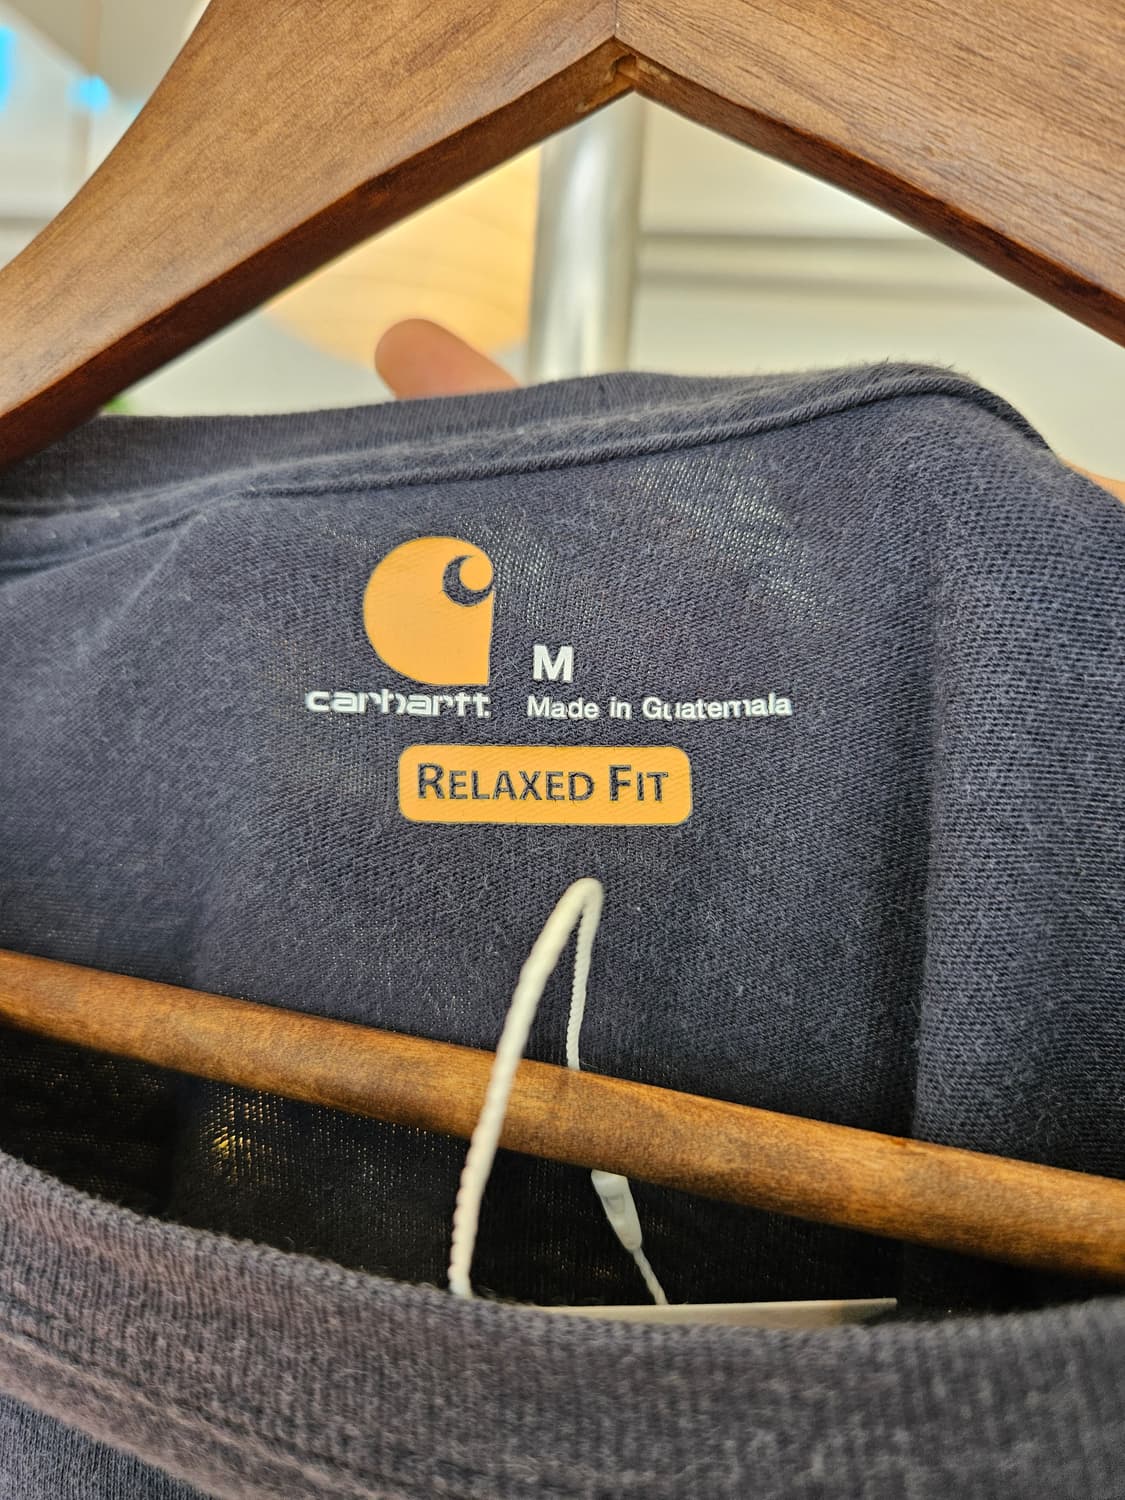 M
carhartt. Made in Guatemala
RELAXED FIT